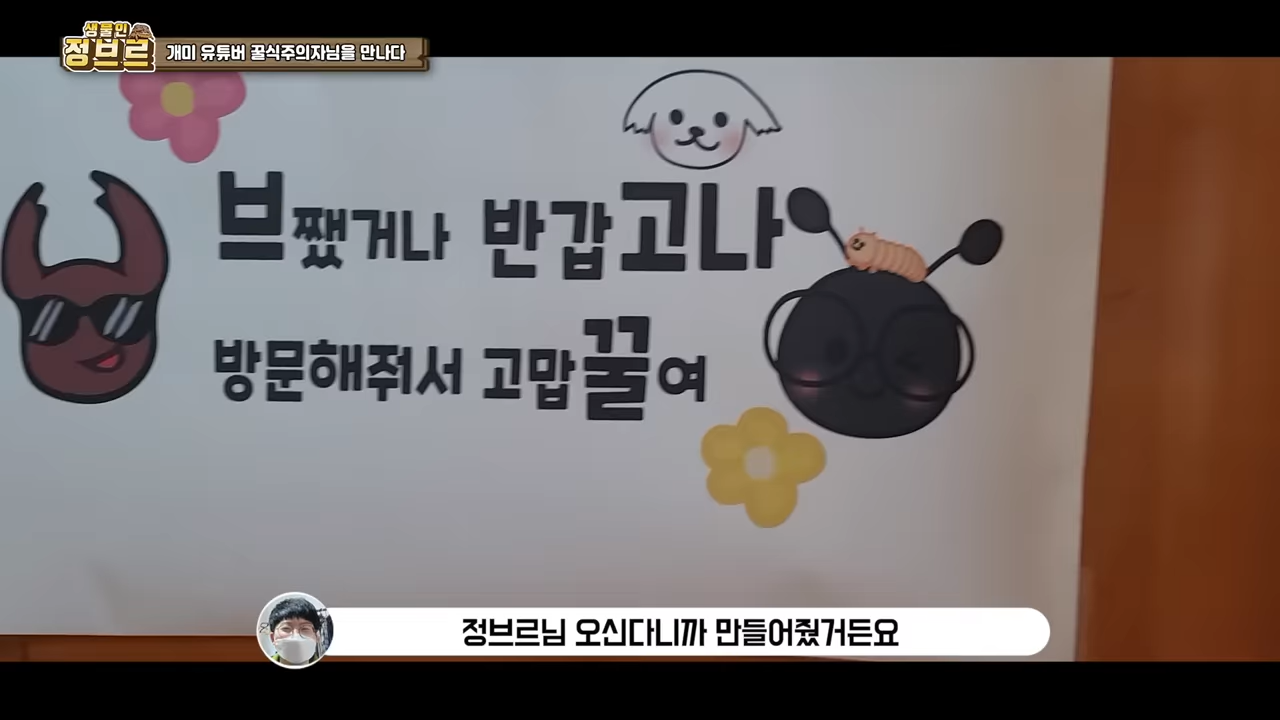 생물인
정브르
개미 유튜버 꿀식주의자님을 만나다
브쨌거나 반갑고나
방문해줘서 고맙꿀여
정브르님 오신다니까 만들어줬거든요